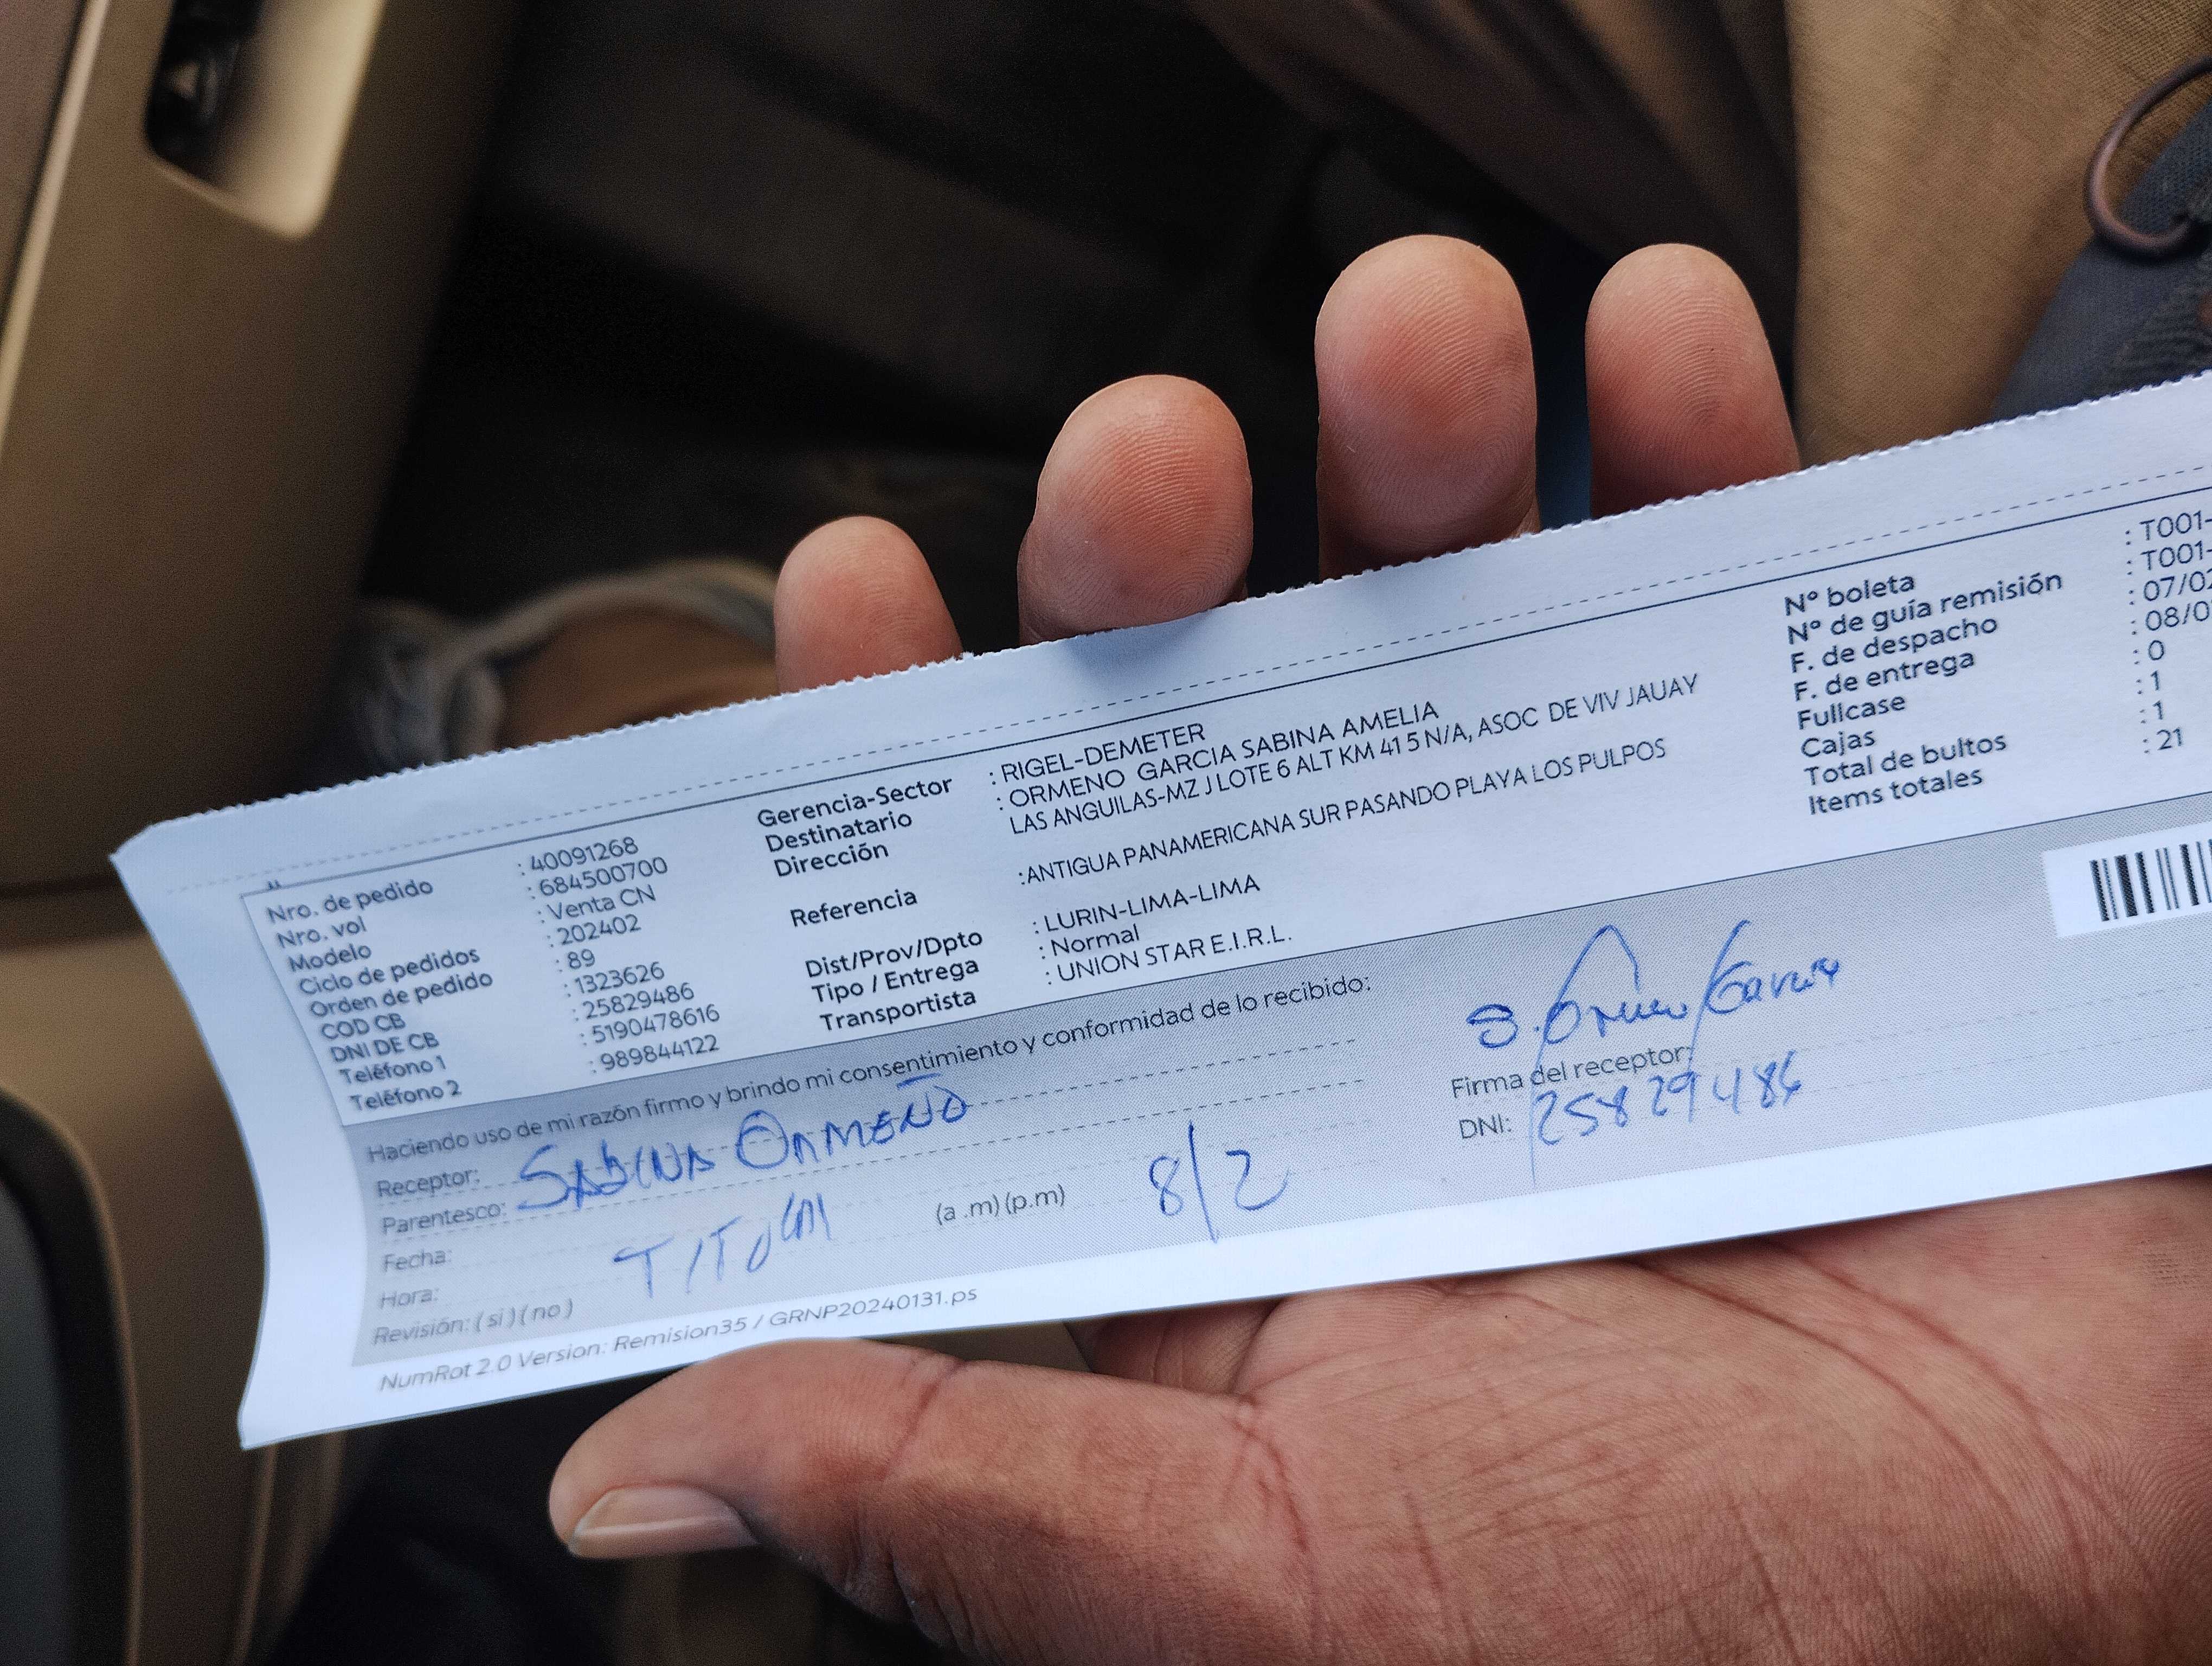 Nro. de pedido : 40091268
Nro. vol : 684500700
Modelo : Venta CN
Ciclo de pedidos : 202402
Orden de pedido : 89
COD CB : 1323626
DNI DE CB : 25829486
Teléfono 1 : 5190478616
Teléfono 2 : 989844122
Gerencia-Sector : RIGEL-DEMETER
Destinatario : ORMENO GARCIA SABINA AMELIA
Dirección LAS ANGUILAS-MZ J LOTE 6 ALT KM 41 5 N/A, ASOC DE VIV JAUAY
Referencia :ANTIGUA PANAMERICANA SUR PASANDO PLAYA LOS PULPOS
Dist/Prov/Dpto : LURIN-LIMA-LIMA
Tipo / Entrega : Normal
Transportista : UNION STAR E.I.R.L.
N° boleta : T001-
N° de guía remisión : T001-
F. de despacho : 07/02
F. de entrega : 08/0
Fullcase : 0
Cajas : 1
Total de bultos : 1
Items totales : 21
Haciendo uso de mi razón firmo y brindo mi consentimiento y conformidad de lo recibido:
Receptor: SABINA ORMEÑO
Parentesco:
Fecha: TITULAR
Hora: (a .m) (p.m) 8/2
Revisión: ( si ) ( no )
S. Ormeño Garcia
Firma del receptor:
DNI: 25829486
NumRot 2.0 Version: Remision35 / GRNP20240131.ps